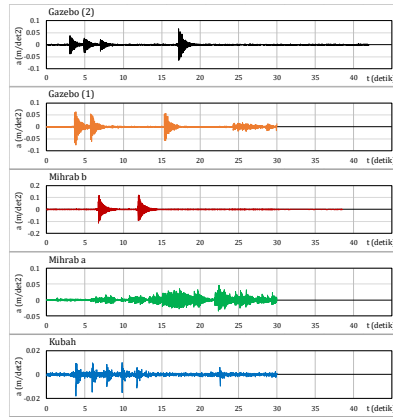 Gazebo (2)
0.1
0.05
0
-0.05
-0.1
a (m/det2)
0 5 10 15 20 25 30 35 40
t (detik)
Gazebo (1)
0.1
0.05
0
-0.05
-0.1
a (m/det2)
0 5 10 15 20 25 30 35 40
t (detik)
Mihrab b
0.2
0.1
0
-0.1
-0.2
a (m/det2)
0 5 10 15 20 25 30 35 40
t (detik)
Mihrab a
0.1
0.05
0
-0.05
a (m/det2)
0 5 10 15 20 25 30 35 40
t (detik)
Kubah
0.02
0
-0.02
a (m/det2)
0 5 10 15 20 25 30 35 40
t (detik)